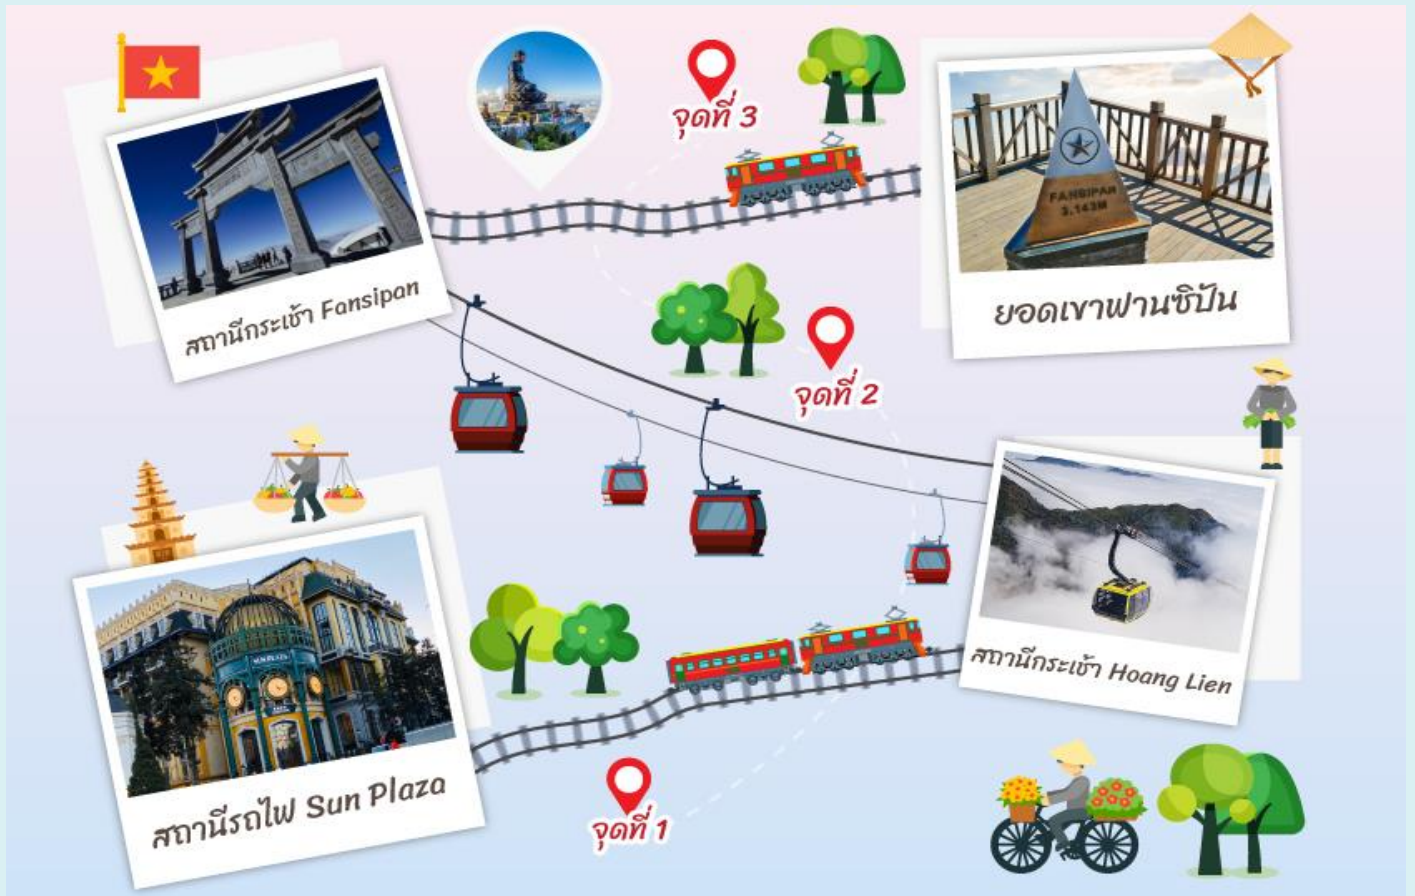 จุดที่ 3
สถานีกระเช้า Fansipan
FANSIPAN
3.143M
ยอดเขาฟานซิปัน
จุดที่ 2
สถานีกระเช้า Hoang Lien
SUN PLAZA
สถานีรถไฟ Sun Plaza
จุดที่ 1